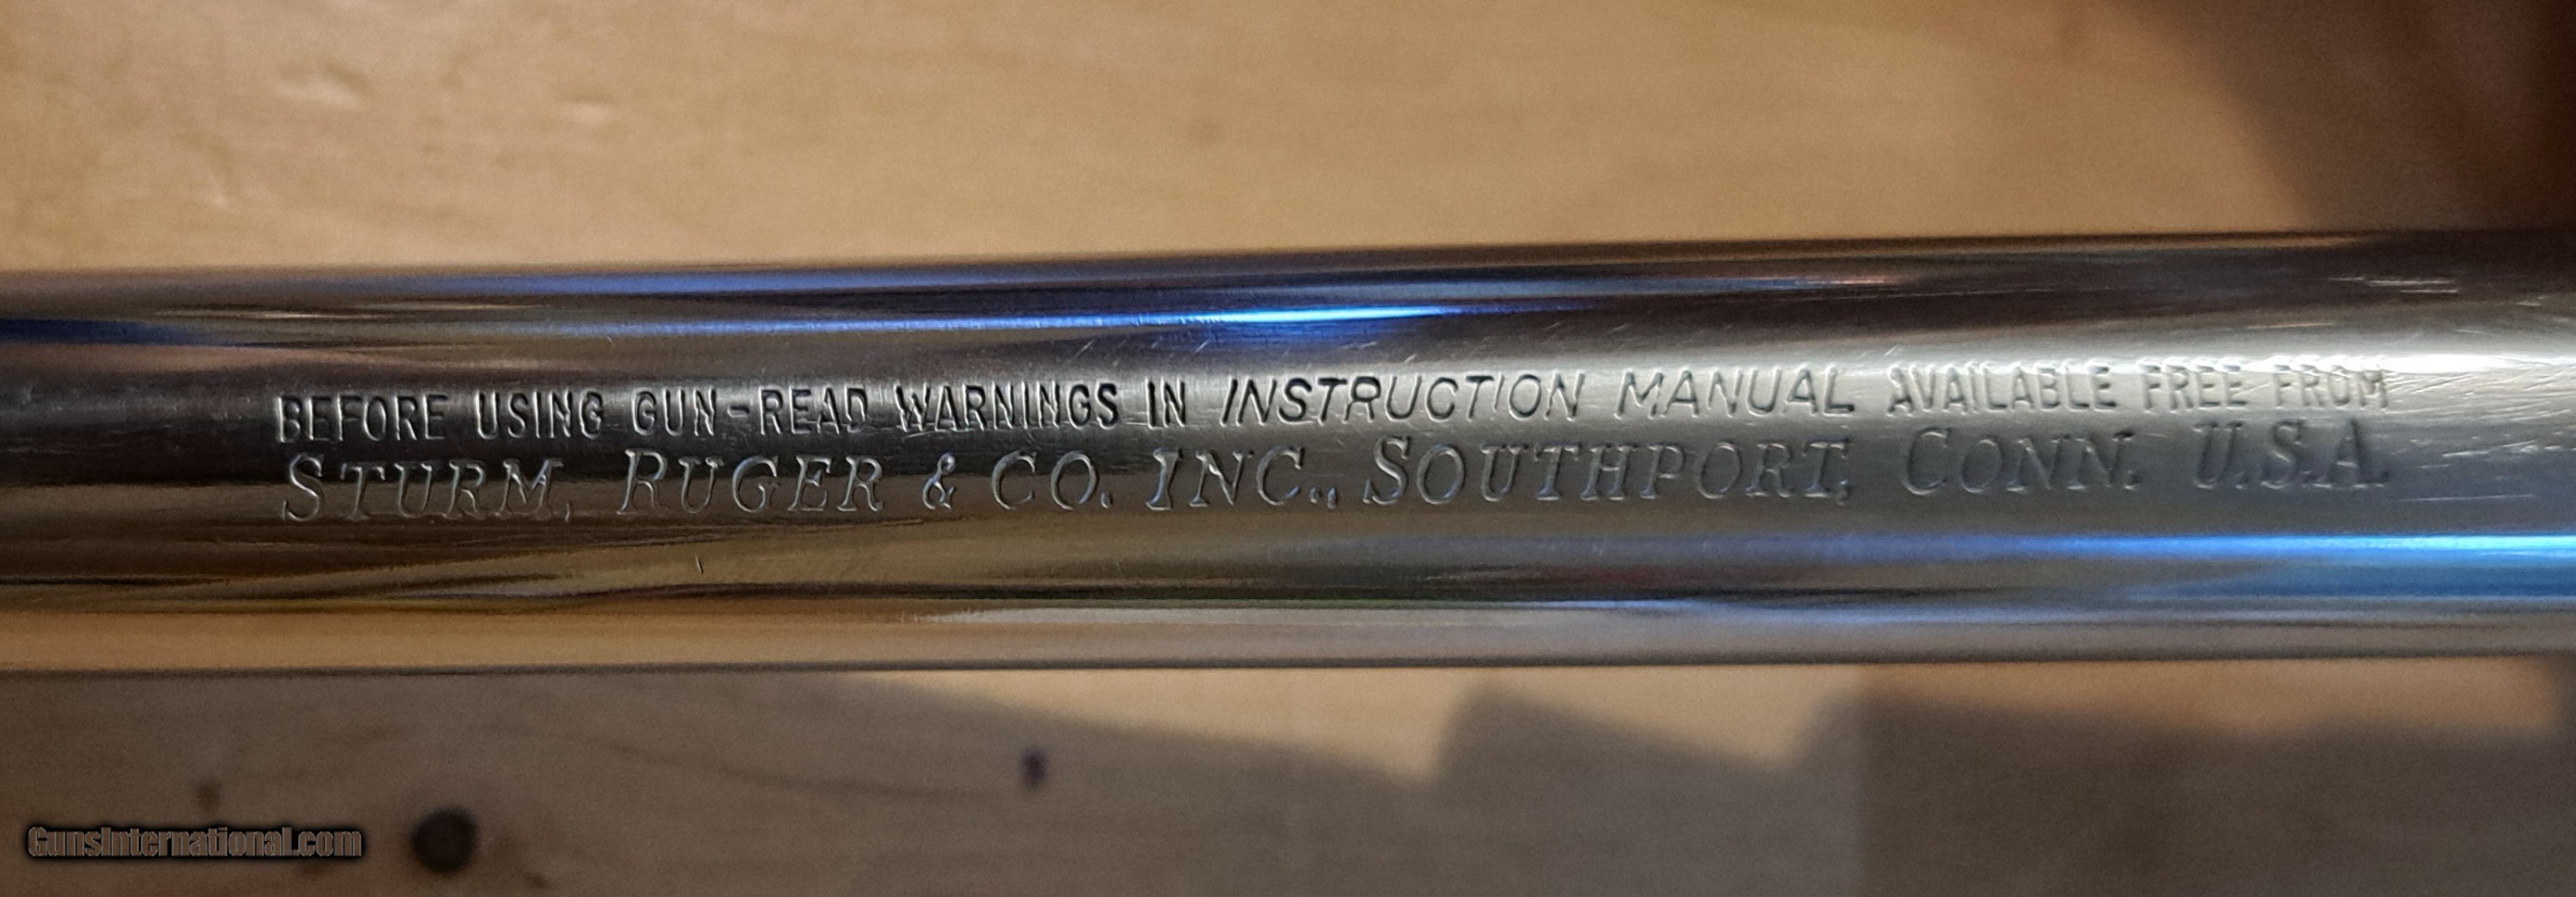 BEFORE USING GUN-READ WARNINGS IN INSTRUCTION MANUAL AVAILABLE FREE FROM
STURM, RUGER & CO. INC., SOUTHPORT, CONN. U.S.A.
GunsInternational.com